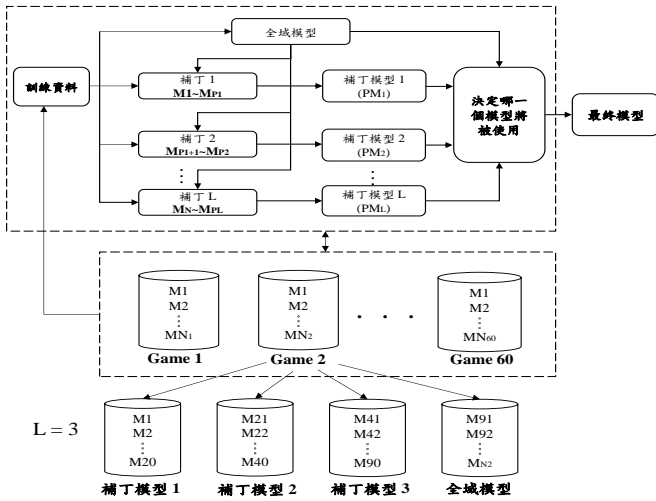 全域模型
訓練資料
補丁 1
M1~MP1
補丁模型 1
(PM1)
補丁 2
MP1+1~MP2
補丁模型 2
(PM2)
補丁 L
MN~MPL
補丁模型 L
(PML)
決定哪一
個模型將
被使用
最終模型
M1
M2
MN1
Game 1
M1
M2
MN2
Game 2
. . .
M1
M2
MN60
Game 60
L = 3
M1
M2
M20
補丁模型 1
M21
M22
M40
補丁模型 2
M41
M42
M90
補丁模型 3
M91
M92
MN2
全域模型